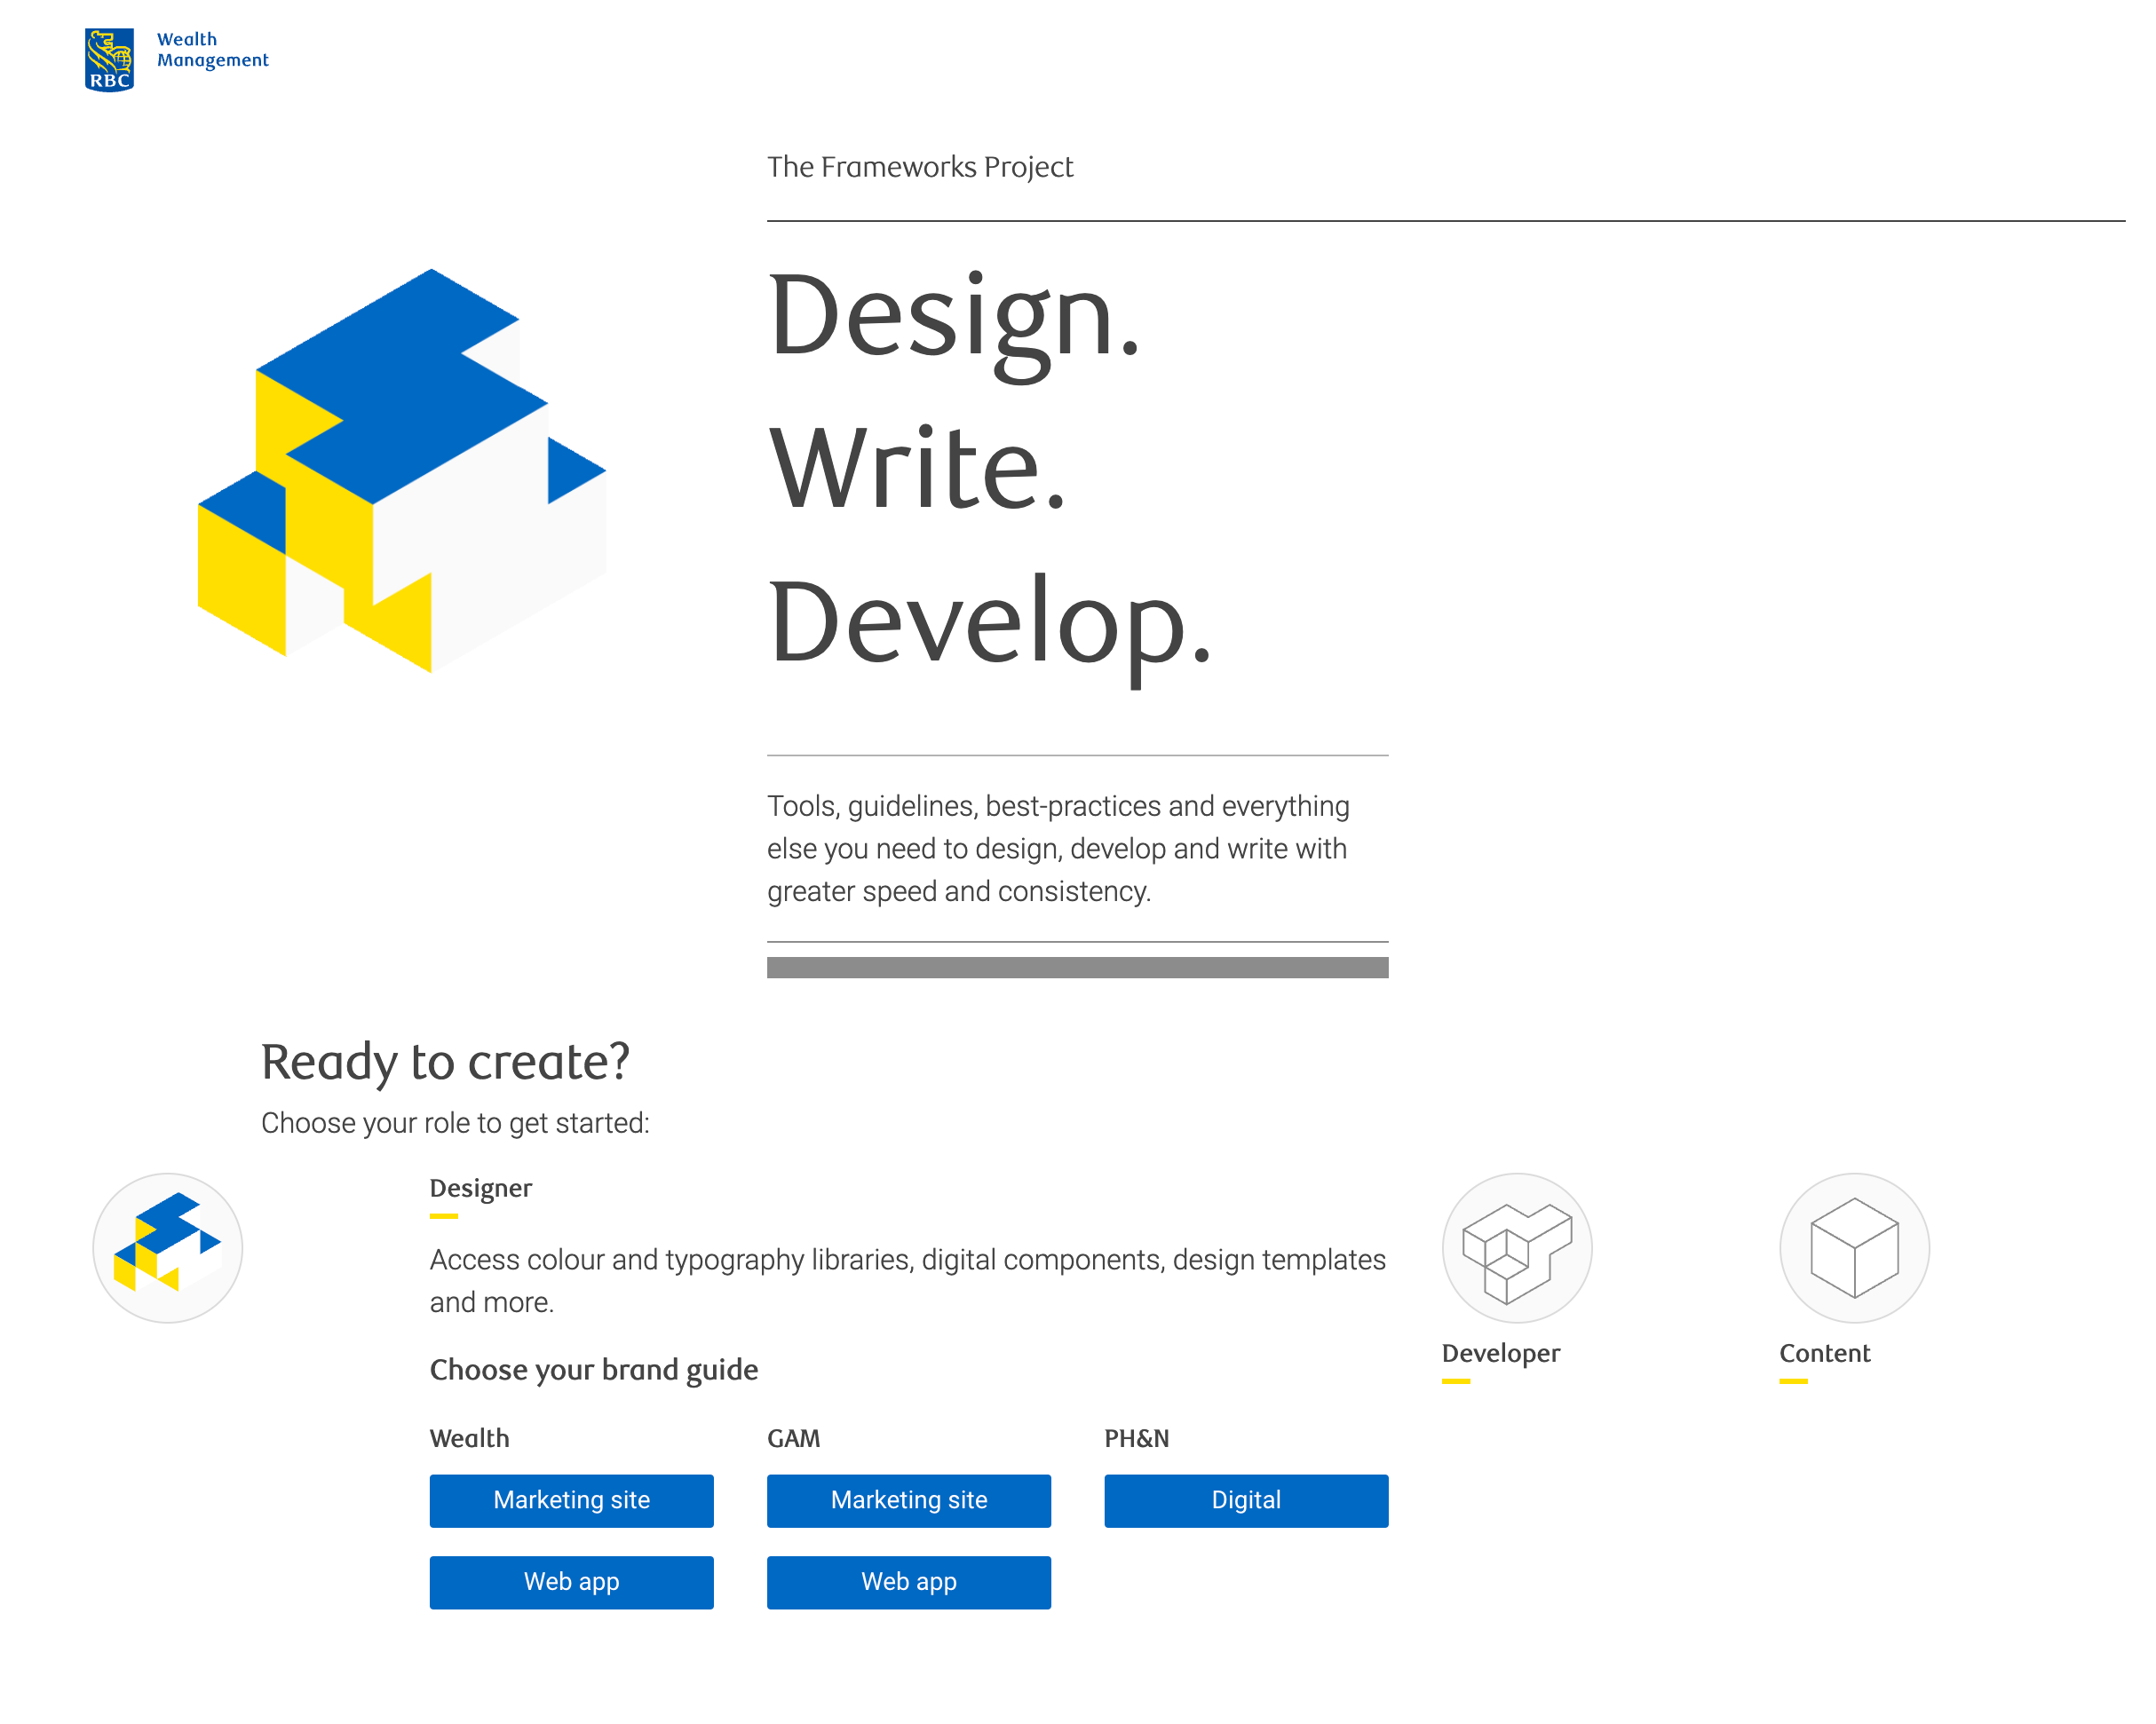 RBC
Wealth
Management
The Frameworks Project
Design.
Write.
Develop.
Tools, guidelines, best-practices and everything
else you need to design, develop and write with
greater speed and consistency.
Ready to create?
Choose your role to get started:
Designer
Access colour and typography libraries, digital components, design templates
and more.
Choose your brand guide
Wealth
Marketing site
Web app
GAM
Marketing site
Web app
PH&N
Digital
Developer
Content